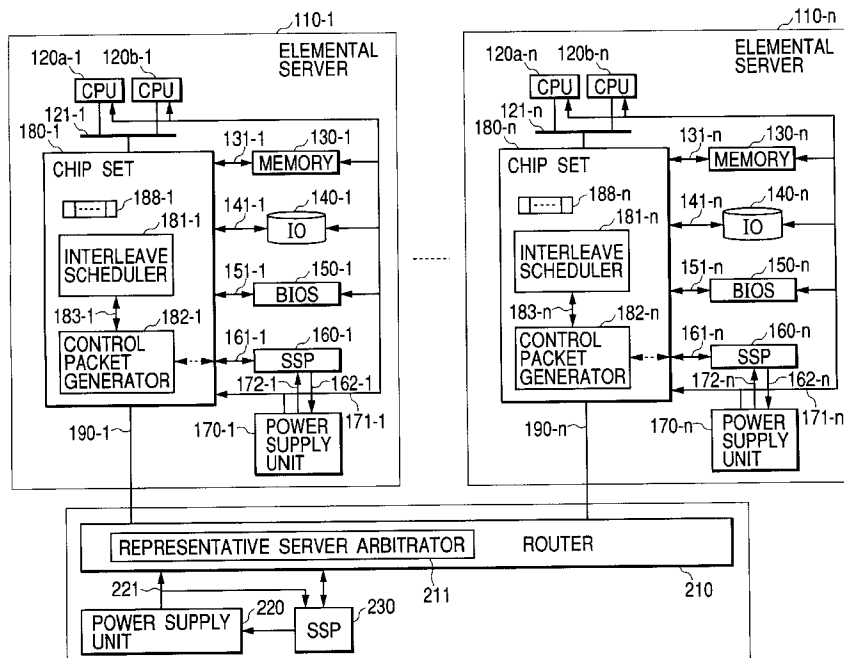 110-1
ELEMENTAL
SERVER
120a-1
120b-1
CPU
CPU
121-1
180-1
CHIP SET
131-1
130-1
MEMORY
188-1
141-1
140-1
IO
181-1
INTERLEAVE
SCHEDULER
151-1
150-1
BIOS
183-1
182-1
161-1
160-1
CONTROL
PACKET
GENERATOR
SSP
172-1
162-1
171-1
190-1
170-1
POWER
SUPPLY
UNIT
110-n
ELEMENTAL
SERVER
120a-n
120b-n
CPU
CPU
121-n
180-n
CHIP SET
131-n
130-n
MEMORY
188-n
141-n
140-n
IO
181-n
INTERLEAVE
SCHEDULER
151-n
150-n
BIOS
183-n
182-n
161-n
160-n
CONTROL
PACKET
GENERATOR
SSP
172-n
162-n
171-n
190-n
170-n
POWER
SUPPLY
UNIT
REPRESENTATIVE SERVER ARBITRATOR
ROUTER
221
211
210
220
230
POWER SUPPLY
UNIT
SSP